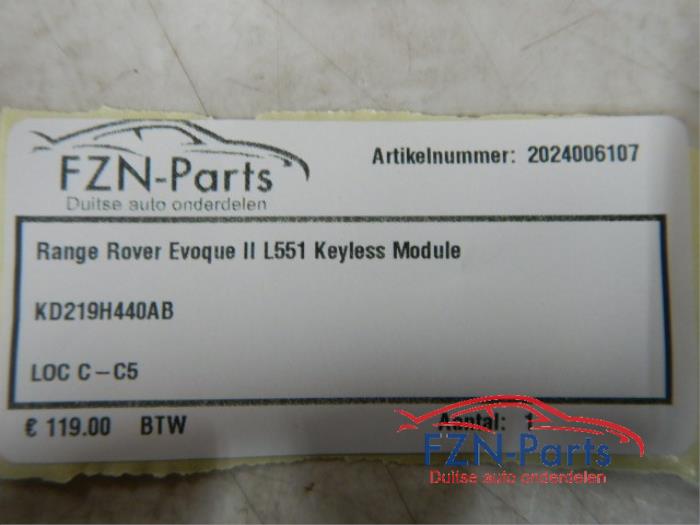 FZN-Parts
Duitse auto onderdelen
Artikelnummer: 2024006107
Range Rover Evoque II L551 Keyless Module
KD219H440AB
LOC C-C5
€ 119.00 BTW
Aantal: 1
FZN-Parts
Duitse auto onderdelen